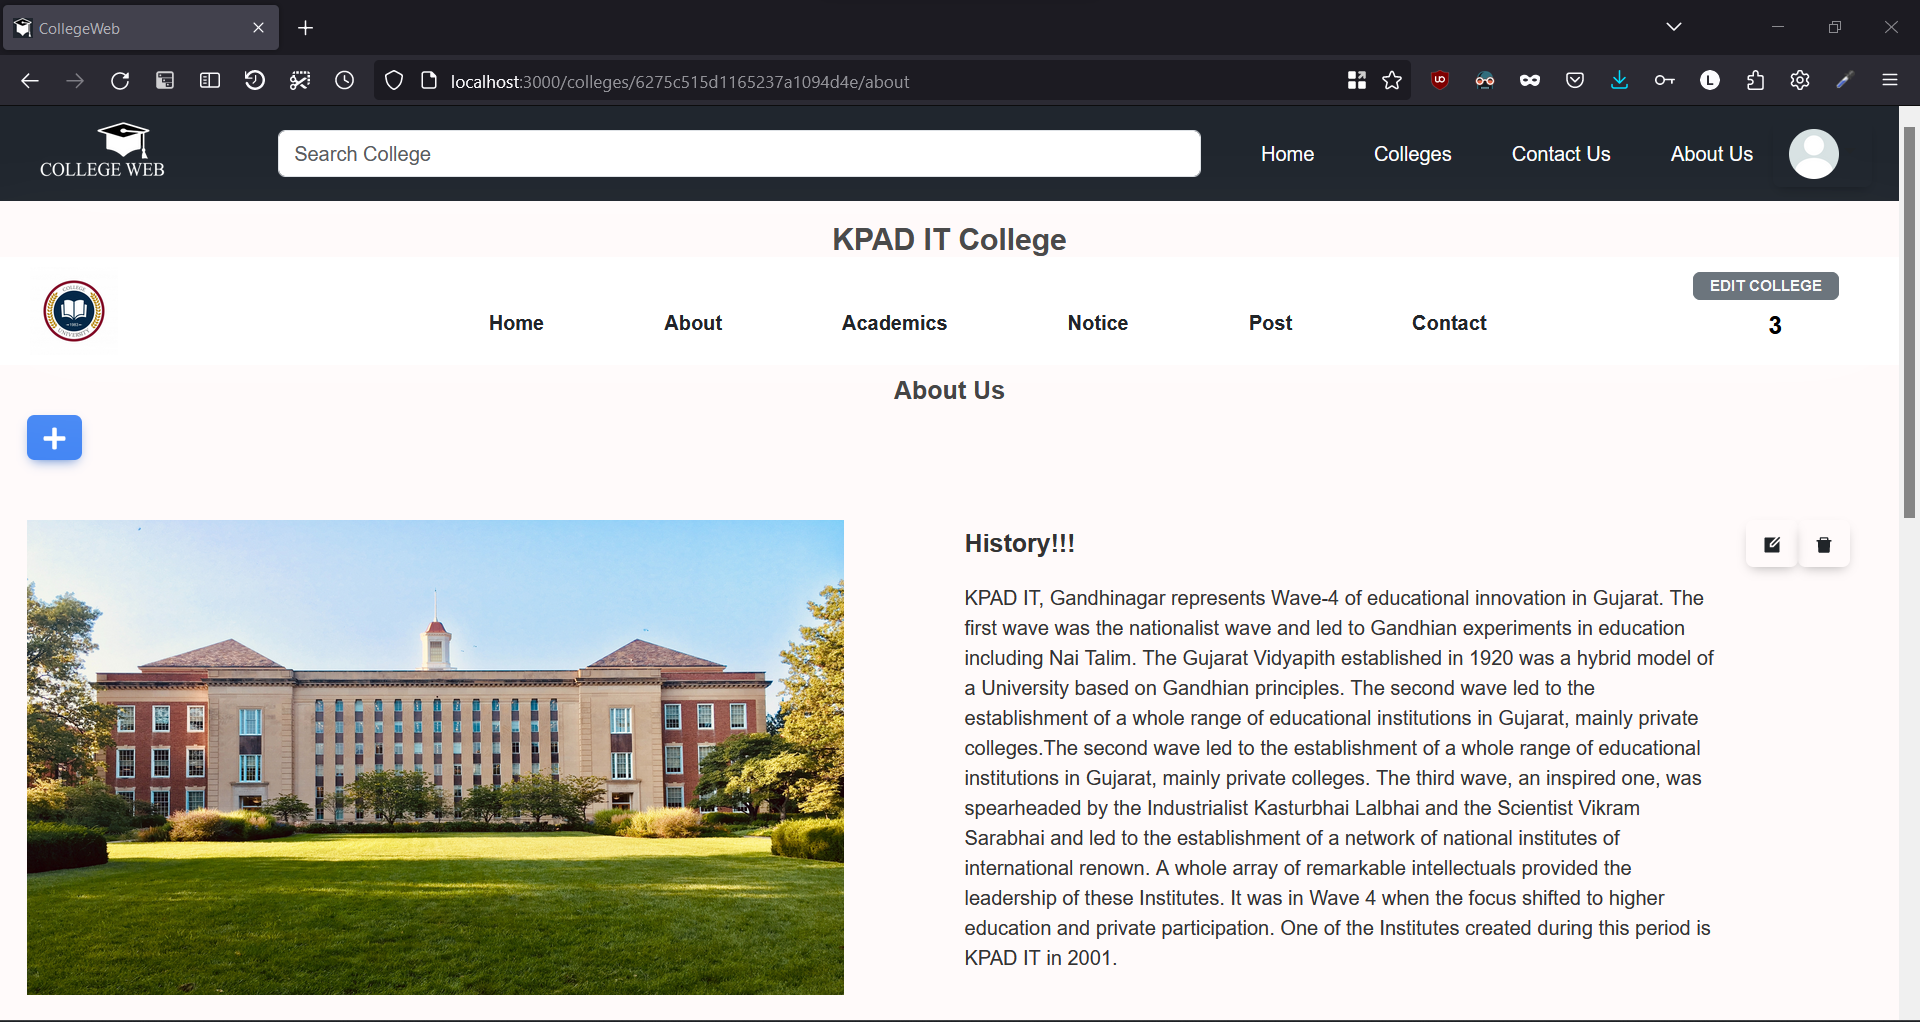 CollegeWeb
localhost:3000/colleges/6275c515d1165237a1094d4e/about
COLLEGE WEB
Search College
Home
Colleges
Contact Us
About Us
KPAD IT College
COLLEGE
UNIVERSITY
Home
About
Academics
Notice
Post
Contact
EDIT COLLEGE
3
About Us
+
History!!!
KPAD IT, Gandhinagar represents Wave-4 of educational innovation in Gujarat. The
first wave was the nationalist wave and led to Gandhian experiments in education
including Nai Talim. The Gujarat Vidyapith established in 1920 was a hybrid model of
a University based on Gandhian principles. The second wave led to the
establishment of a whole range of educational institutions in Gujarat, mainly private
colleges.The second wave led to the establishment of a whole range of educational
institutions in Gujarat, mainly private colleges. The third wave, an inspired one, was
spearheaded by the Industrialist Kasturbhai Lalbhai and the Scientist Vikram
Sarabhai and led to the establishment of a network of national institutes of
international renown. A whole array of remarkable intellectuals provided the
leadership of these Institutes. It was in Wave 4 when the focus shifted to higher
education and private participation. One of the Institutes created during this period is
KPAD IT in 2001.